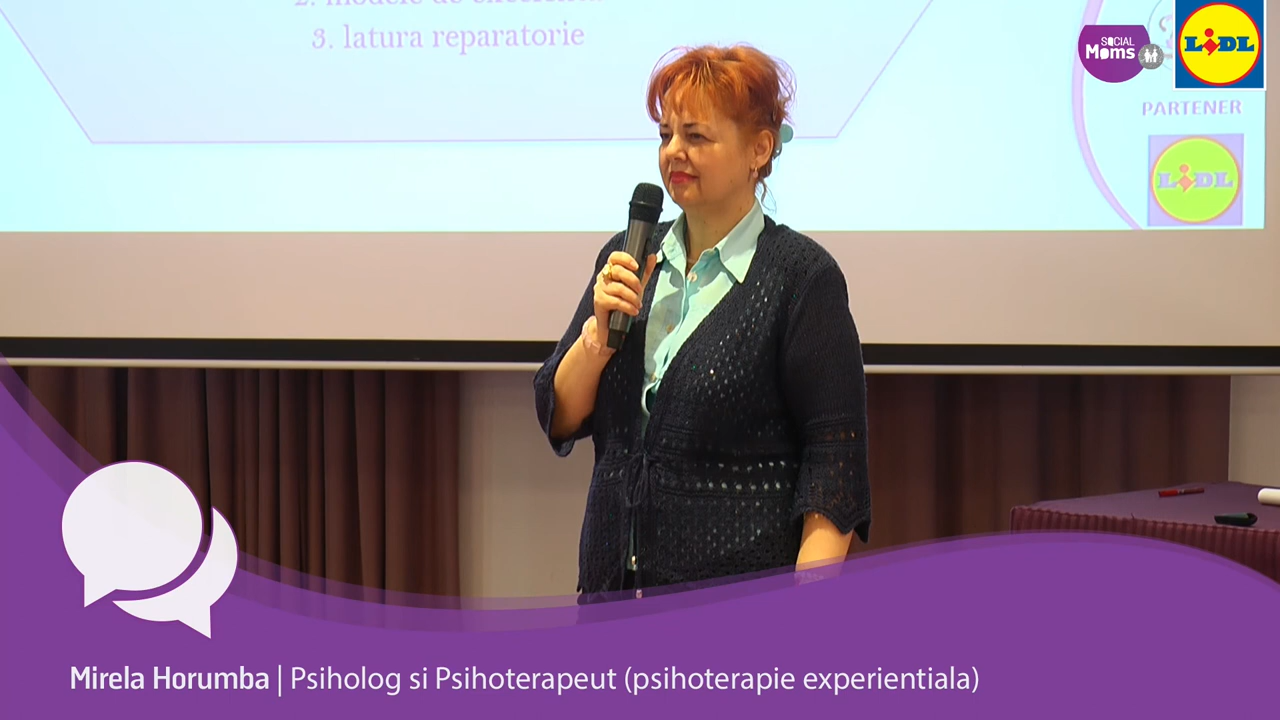 3. latura reparatorie
SOCIAL
Moms
LIDL
PARTENER
LIDL
Mirela Horumba | Psiholog si Psihoterapeut (psihoterapie experientiala)